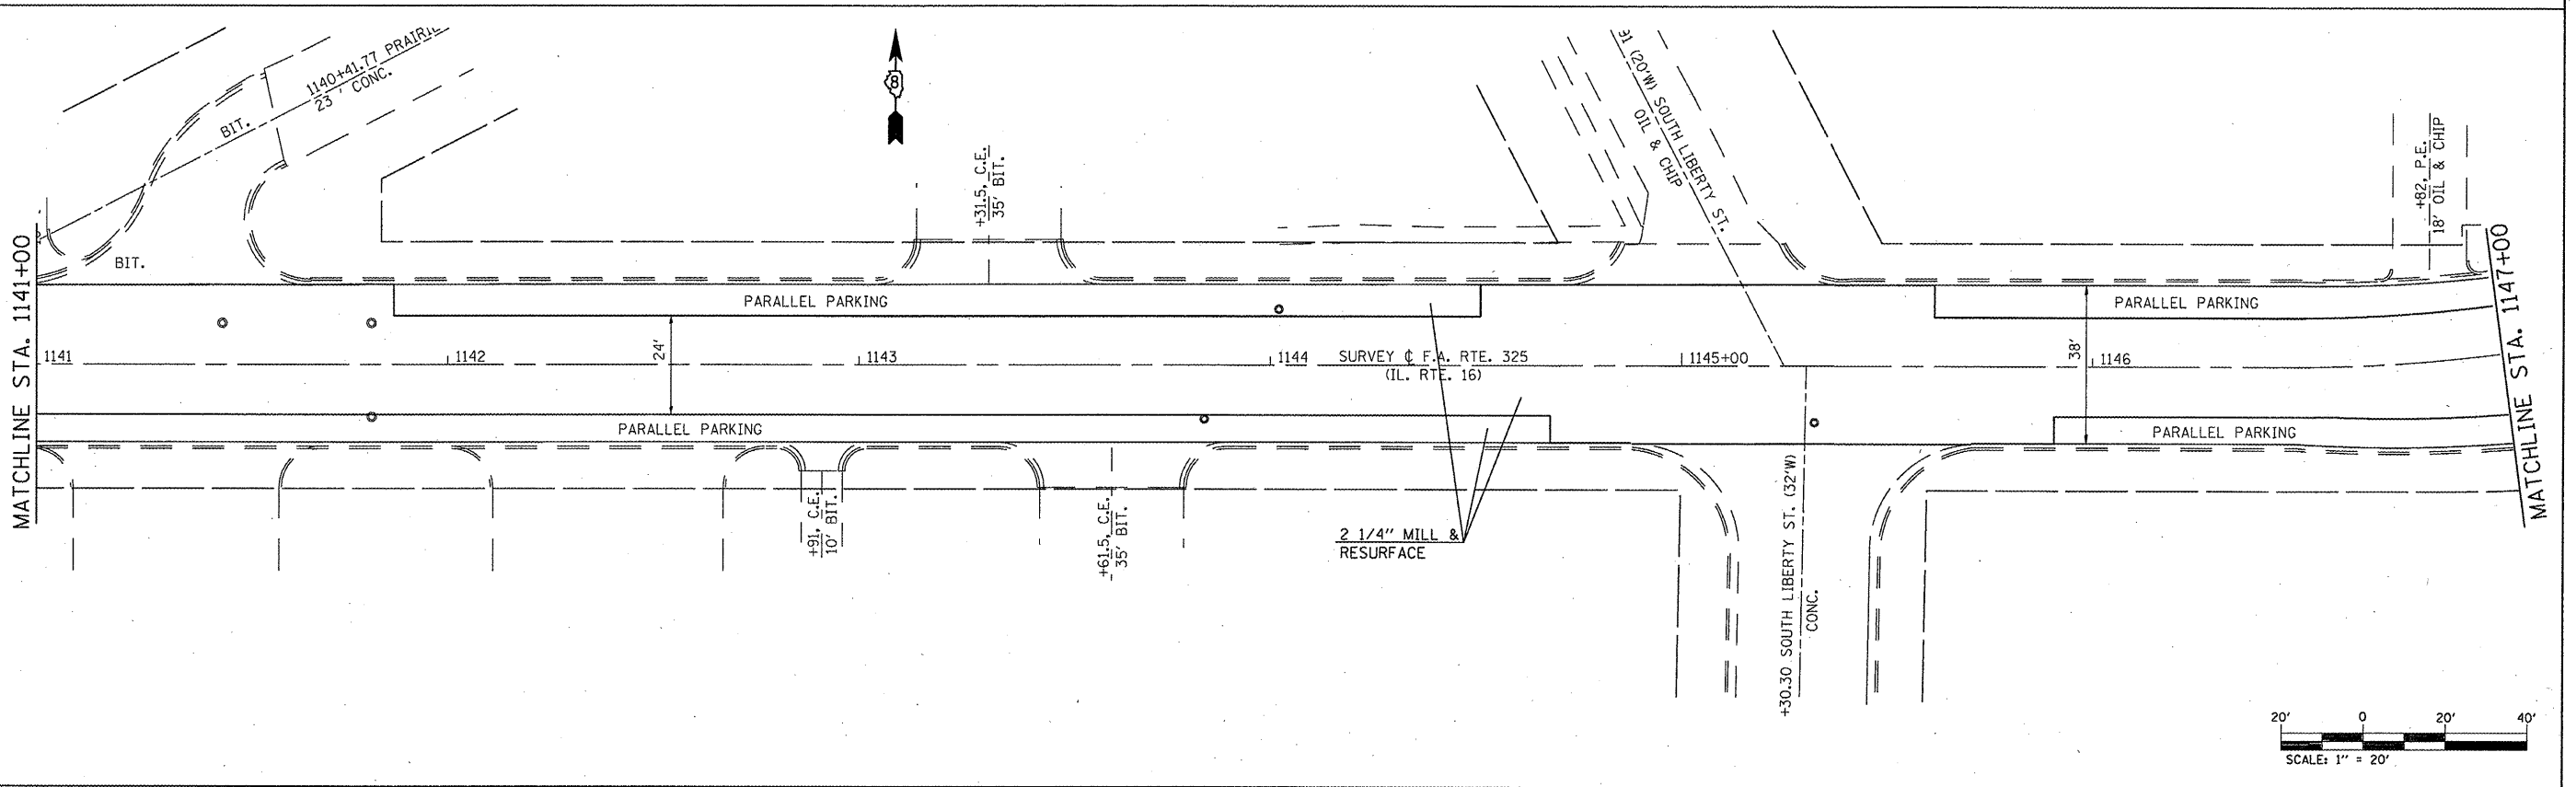 1140+41.77 PRAIRIE
23' CONC.
BIT.
BIT.
8
+31.5, C.E.
35' BIT.
91 (20'W) SOUTH LIBERTY ST.
OIL & CHIP
+82, P.E.
18' OIL & CHIP
MATCHLINE STA. 1141+00
MATCHLINE STA. 1147+00
PARALLEL PARKING
PARALLEL PARKING
1141
1142
24'
1143
1144
SURVEY ℄ F.A. RTE. 325
(IL. RTE. 16)
1145+00
38'
1146
PARALLEL PARKING
PARALLEL PARKING
+91, C.E.
10' BIT.
+61.5, C.E.
35' BIT.
2 1/4" MILL &
RESURFACE
+30.30 SOUTH LIBERTY ST. (32'W)
CONC.
20' 0 20' 40'
SCALE: 1" = 20'